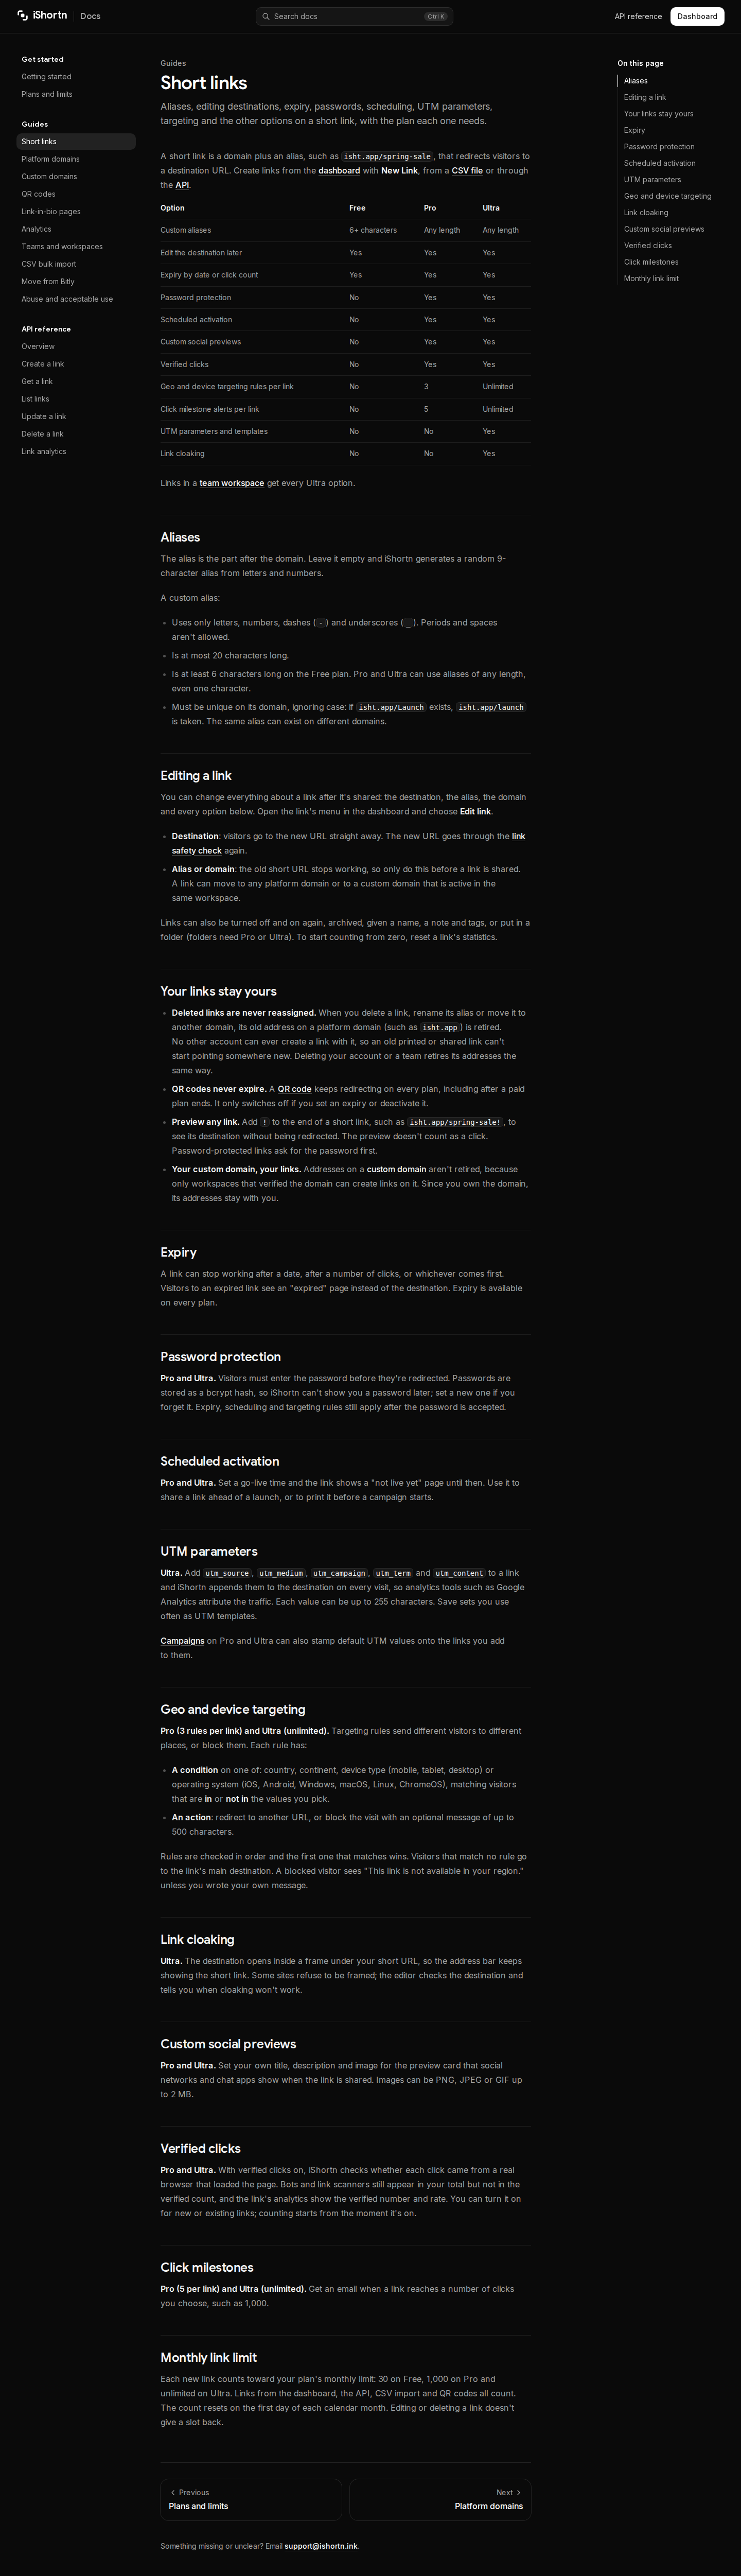 iShortn
Docs
Search docs
Ctrl K
API reference
Dashboard
Get started
Getting started
Plans and limits
Guides
Short links
Platform domains
Custom domains
QR codes
Link-in-bio pages
Analytics
Teams and workspaces
CSV bulk import
Move from Bitly
Abuse and acceptable use
API reference
Overview
Create a link
Get a link
List links
Update a link
Delete a link
Link analytics
Guides
Short links
Aliases, editing destinations, expiry, passwords, scheduling, UTM parameters,
targeting and the other options on a short link, with the plan each one needs.
A short link is a domain plus an alias, such as isht.app/spring-sale, that redirects visitors to
a destination URL. Create links from the dashboard with New Link, from a CSV file or through
the API.
Option Free Pro Ultra
Custom aliases 6+ characters Any length Any length
Edit the destination later Yes Yes Yes
Expiry by date or click count Yes Yes Yes
Password protection No Yes Yes
Scheduled activation No Yes Yes
Custom social previews No Yes Yes
Verified clicks No Yes Yes
Geo and device targeting rules per link No 3 Unlimited
Click milestone alerts per link No 5 Unlimited
UTM parameters and templates No No Yes
Link cloaking No No Yes
Links in a team workspace get every Ultra option.
Aliases
The alias is the part after the domain. Leave it empty and iShortn generates a random 9-
character alias from letters and numbers.
A custom alias:
• Uses only letters, numbers, dashes (-) and underscores (_). Periods and spaces
aren't allowed.
• Is at most 20 characters long.
• Is at least 6 characters long on the Free plan. Pro and Ultra can use aliases of any length,
even one character.
• Must be unique on its domain, ignoring case: if isht.app/Launch exists, isht.app/launch
is taken. The same alias can exist on different domains.
Editing a link
You can change everything about a link after it's shared: the destination, the alias, the domain
and every option below. Open the link's menu in the dashboard and choose Edit link.
• Destination: visitors go to the new URL straight away. The new URL goes through the link
safety check again.
• Alias or domain: the old short URL stops working, so only do this before a link is shared.
A link can move to any platform domain or to a custom domain that is active in the
same workspace.
Links can also be turned off and on again, archived, given a name, a note and tags, or put in a
folder (folders need Pro or Ultra). To start counting from zero, reset a link's statistics.
Your links stay yours
• Deleted links are never reassigned. When you delete a link, rename its alias or move it to
another domain, its old address on a platform domain (such as isht.app) is retired.
No other account can ever create a link with it, so an old printed or shared link can't
start pointing somewhere new. Deleting your account or a team retires its addresses the
same way.
• QR codes never expire. A QR code keeps redirecting on every plan, including after a paid
plan ends. It only switches off if you set an expiry or deactivate it.
• Preview any link. Add ! to the end of a short link, such as isht.app/spring-sale!, to
see its destination without being redirected. The preview doesn't count as a click.
Password-protected links ask for the password first.
• Your custom domain, your links. Addresses on a custom domain aren't retired, because
only workspaces that verified the domain can create links on it. Since you own the domain,
its addresses stay with you.
Expiry
A link can stop working after a date, after a number of clicks, or whichever comes first.
Visitors to an expired link see an "expired" page instead of the destination. Expiry is available
on every plan.
Password protection
Pro and Ultra. Visitors must enter the password before they're redirected. Passwords are
stored as a bcrypt hash, so iShortn can't show you a password later; set a new one if you
forget it. Expiry, scheduling and targeting rules still apply after the password is accepted.
Scheduled activation
Pro and Ultra. Set a go-live time and the link shows a "not live yet" page until then. Use it to
share a link ahead of a launch, or to print it before a campaign starts.
UTM parameters
Ultra. Add utm_source, utm_medium, utm_campaign, utm_term and utm_content to a link
and iShortn appends them to the destination on every visit, so analytics tools such as Google
Analytics attribute the traffic. Each value can be up to 255 characters. Save sets you use
often as UTM templates.
Campaigns on Pro and Ultra can also stamp default UTM values onto the links you add
to them.
Geo and device targeting
Pro (3 rules per link) and Ultra (unlimited). Targeting rules send different visitors to different
places, or block them. Each rule has:
• A condition on one of: country, continent, device type (mobile, tablet, desktop) or
operating system (iOS, Android, Windows, macOS, Linux, ChromeOS), matching visitors
that are in or not in the values you pick.
• An action: redirect to another URL, or block the visit with an optional message of up to
500 characters.
Rules are checked in order and the first one that matches wins. Visitors that match no rule go
to the link's main destination. A blocked visitor sees "This link is not available in your region."
unless you wrote your own message.
Link cloaking
Ultra. The destination opens inside a frame under your short URL, so the address bar keeps
showing the short link. Some sites refuse to be framed; the editor checks the destination and
tells you when cloaking won't work.
Custom social previews
Pro and Ultra. Set your own title, description and image for the preview card that social
networks and chat apps show when the link is shared. Images can be PNG, JPEG or GIF up
to 2 MB.
Verified clicks
Pro and Ultra. With verified clicks on, iShortn checks whether each click came from a real
browser that loaded the page. Bots and link scanners still appear in your total but not in the
verified count, and the link's analytics show the verified number and rate. You can turn it on
for new or existing links; counting starts from the moment it's on.
Click milestones
Pro (5 per link) and Ultra (unlimited). Get an email when a link reaches a number of clicks
you choose, such as 1,000.
Monthly link limit
Each new link counts toward your plan's monthly limit: 30 on Free, 1,000 on Pro and
unlimited on Ultra. Links from the dashboard, the API, CSV import and QR codes all count.
The count resets on the first day of each calendar month. Editing or deleting a link doesn't
give a slot back.
Previous
Plans and limits
Next
Platform domains
Something missing or unclear? Email support@ishortn.ink.
On this page
Aliases
Editing a link
Your links stay yours
Expiry
Password protection
Scheduled activation
UTM parameters
Geo and device targeting
Link cloaking
Custom social previews
Verified clicks
Click milestones
Monthly link limit